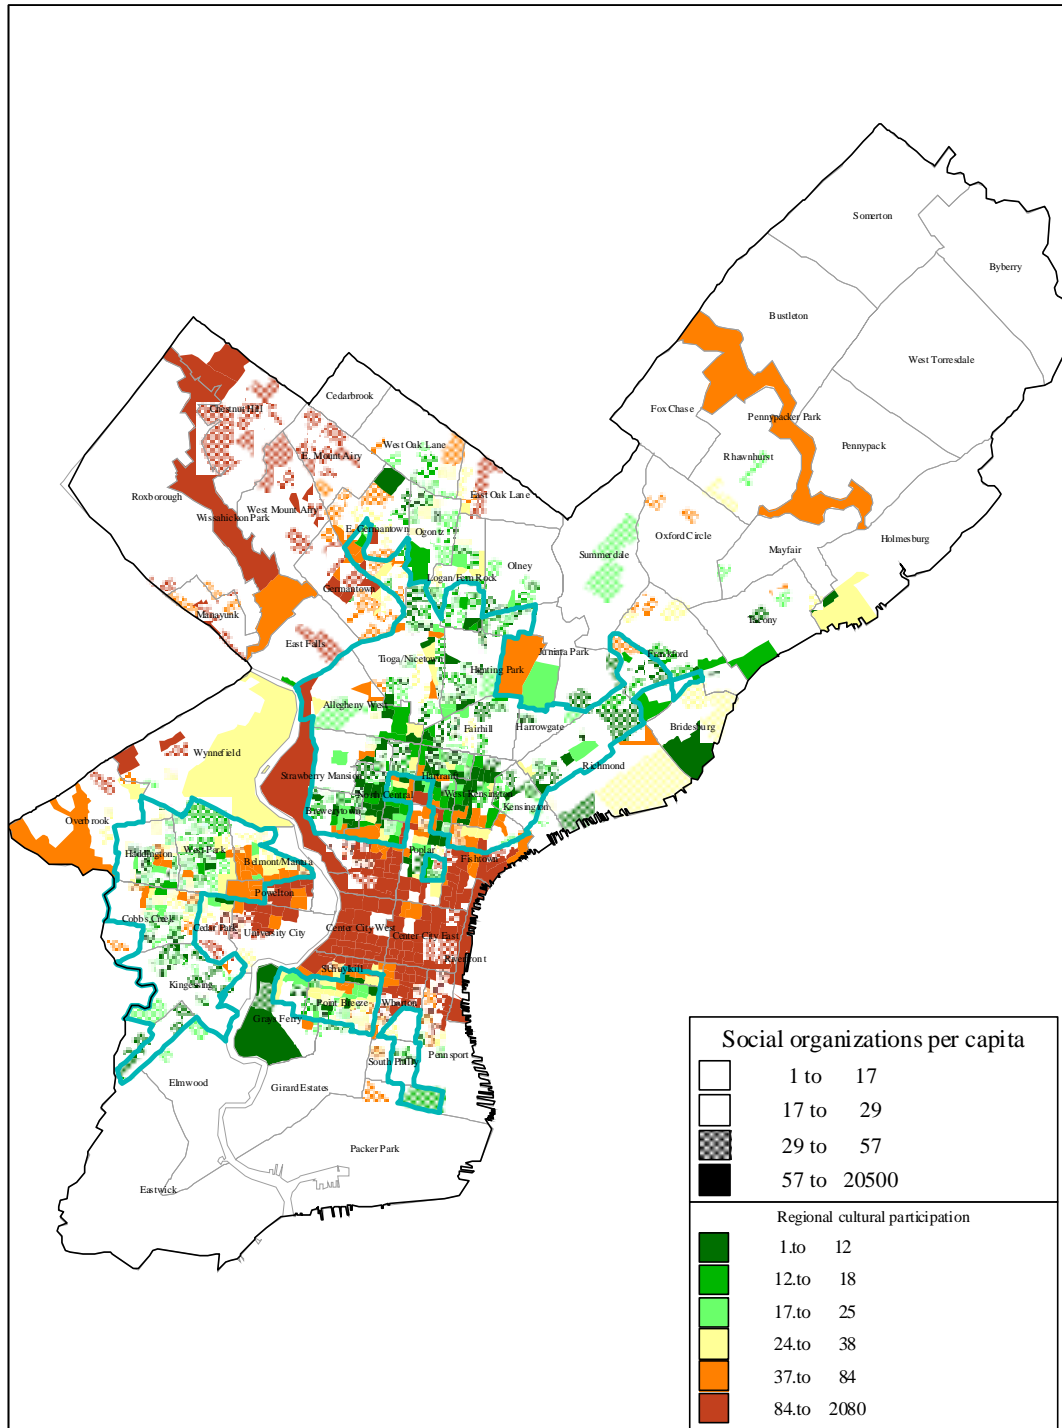 Somerton
Byberry
Bustleton
West Torresdale
Cedarbrook
Fox Chase
Chestnut Hill
Pennypacker Park
West Oak Lane
Pennypack
E. Mount Airy
Rhawnhurst
Roxborough
East Oak Lane
West Mount Airy
Wissahickon Park
E. Germantown
Ogontz
Oxford Circle
Holmesburg
Summerdale
Mayfair
Olney
Logan/Fern Rock
Germantown
Manayunk
Tacony
East Falls
Juniata Park
Frankford
Tioga/Nicetown
Hunting Park
Allegheny West
Fairhill
Harrowgate
Bridesburg
Wynnefield
Richmond
Strawberry Mansion
Hartranft
North Central
West Kensington
Brewerytown
Kensington
Overbrook
Haddington
West Park
Poplar
Belmont/Mantua
Fishtown
Powelton
Cobbs Creek
Cedar Park
University City
Center City West
Center City East
Riverfront
Schuylkill
Kingessing
Point Breeze
Wharton
Grays Ferry
South Philly
Pennsport
Elmwood
Girard Estates
Packer Park
Eastwick
Social organizations per capita
1 to 17
17 to 29
29 to 57
57 to 20500
Regional cultural participation
1.to 12
12.to 18
17.to 25
24.to 38
37.to 84
84.to 2080